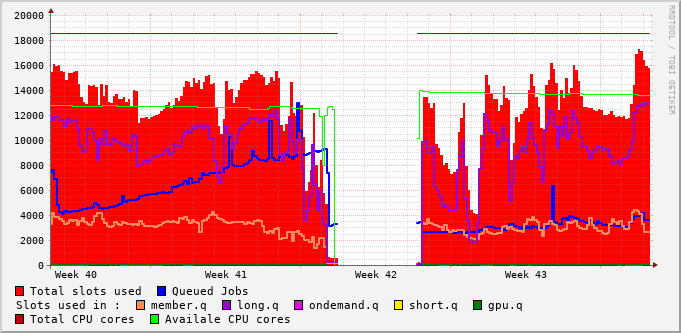 RRDTOOL / TOBI OETIKER
20000
18000
16000
14000
12000
10000
8000
6000
4000
2000
0
Week 40 Week 41 Week 42 Week 43
Total slots used Queued Jobs
Slots used in : member.q long.q ondemand.q short.q gpu.q
Total CPU cores Availale CPU cores